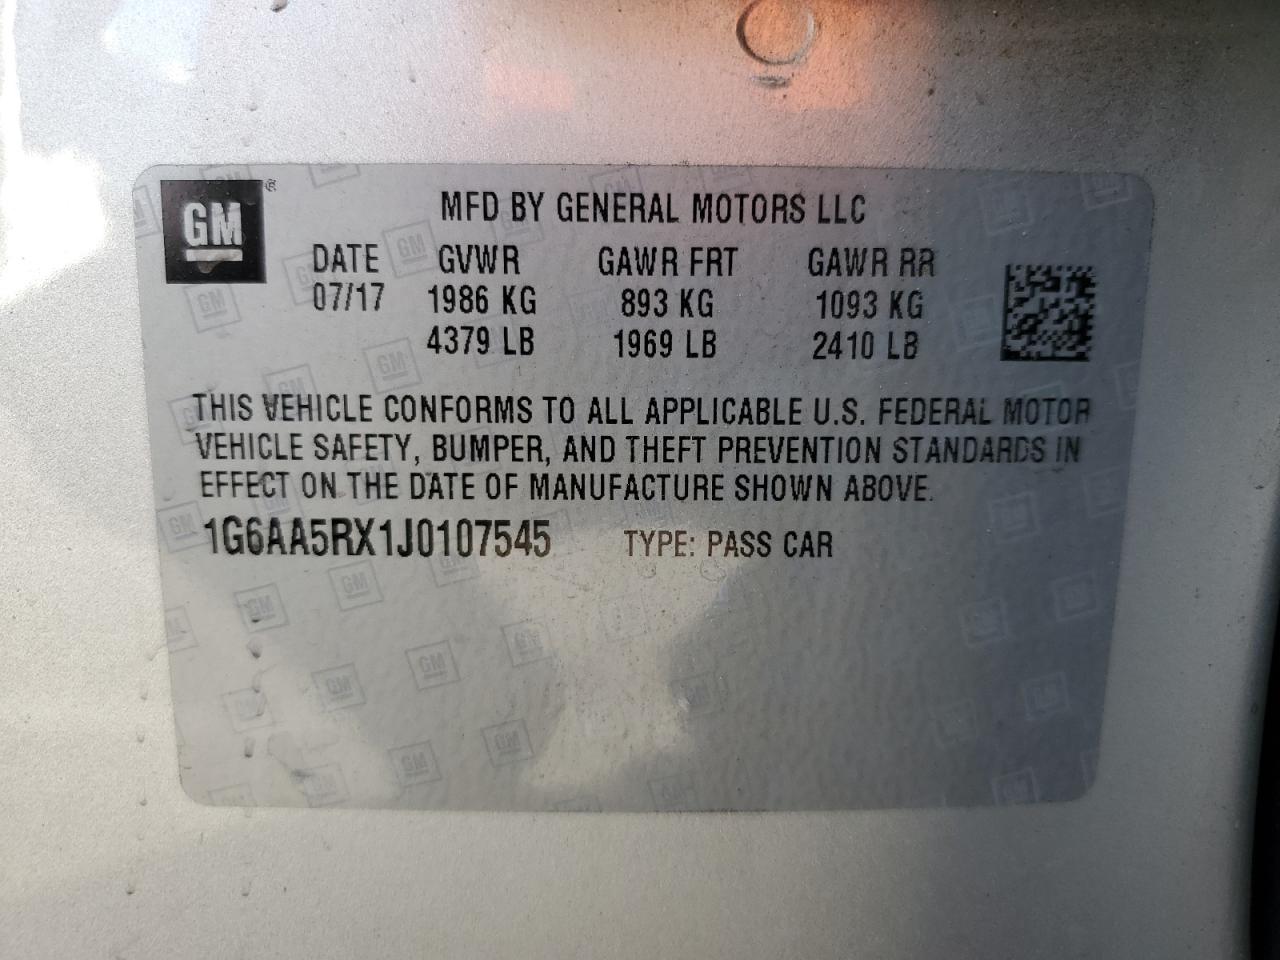 GM ®
MFD BY GENERAL MOTORS LLC
DATE GVWR GAWR FRT GAWR RR
07/17 1986 KG 893 KG 1093 KG
4379 LB 1969 LB 2410 LB
THIS VEHICLE CONFORMS TO ALL APPLICABLE U.S. FEDERAL MOTOR
VEHICLE SAFETY, BUMPER, AND THEFT PREVENTION STANDARDS IN
EFFECT ON THE DATE OF MANUFACTURE SHOWN ABOVE.
1G6AA5RX1J0107545 TYPE: PASS CAR